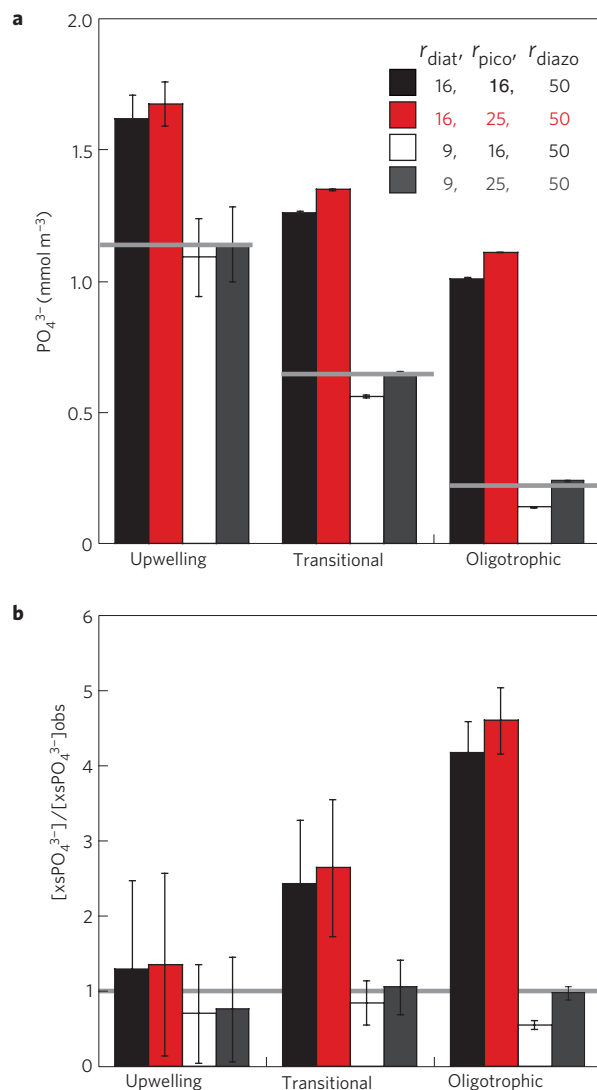 a
2.0
1.5
1.0
0.5
0
PO₄³⁻ (mmol m⁻³)
r_diat, r_pico, r_diazo
16, 16, 50
16, 25, 50
9, 16, 50
9, 25, 50
Upwelling Transitional Oligotrophic
b
6
5
4
3
2
1
0
[xsPO₄³⁻]/[xsPO₄³⁻]obs
Upwelling Transitional Oligotrophic